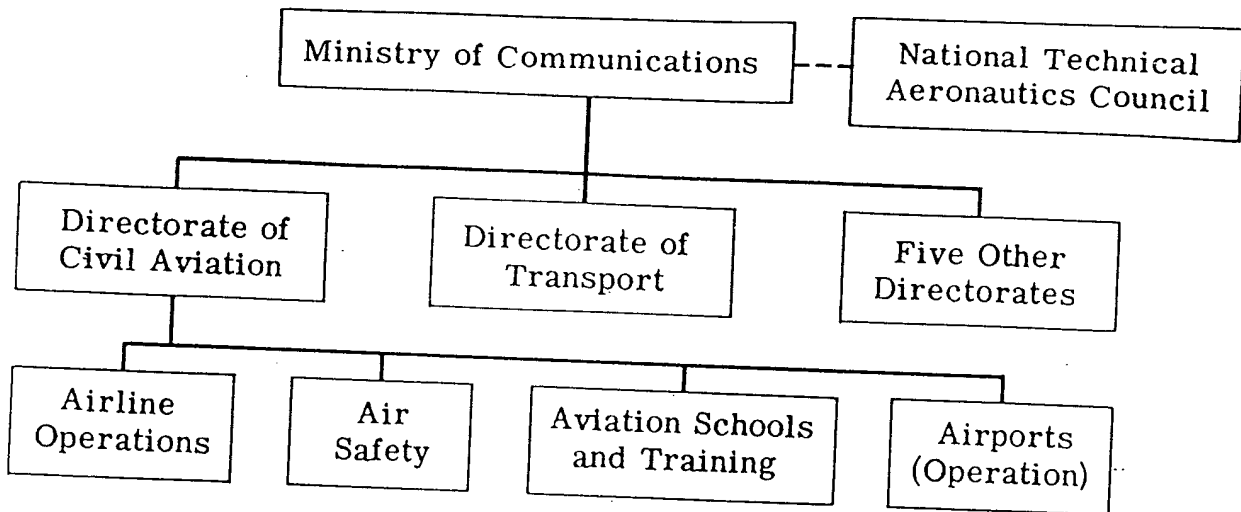 Ministry of Communications
National Technical
Aeronautics Council
Directorate of
Civil Aviation
Directorate of
Transport
Five Other
Directorates
Airline
Operations
Air
Safety
Aviation Schools
and Training
Airports
(Operation)